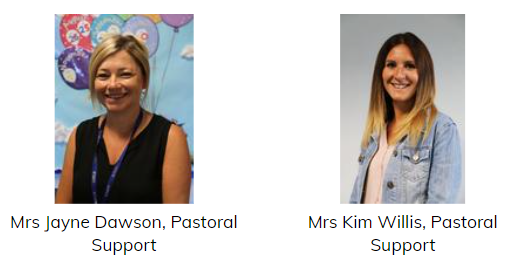 Mrs Jayne Dawson, Pastoral
Support
Mrs Kim Willis, Pastoral
Support